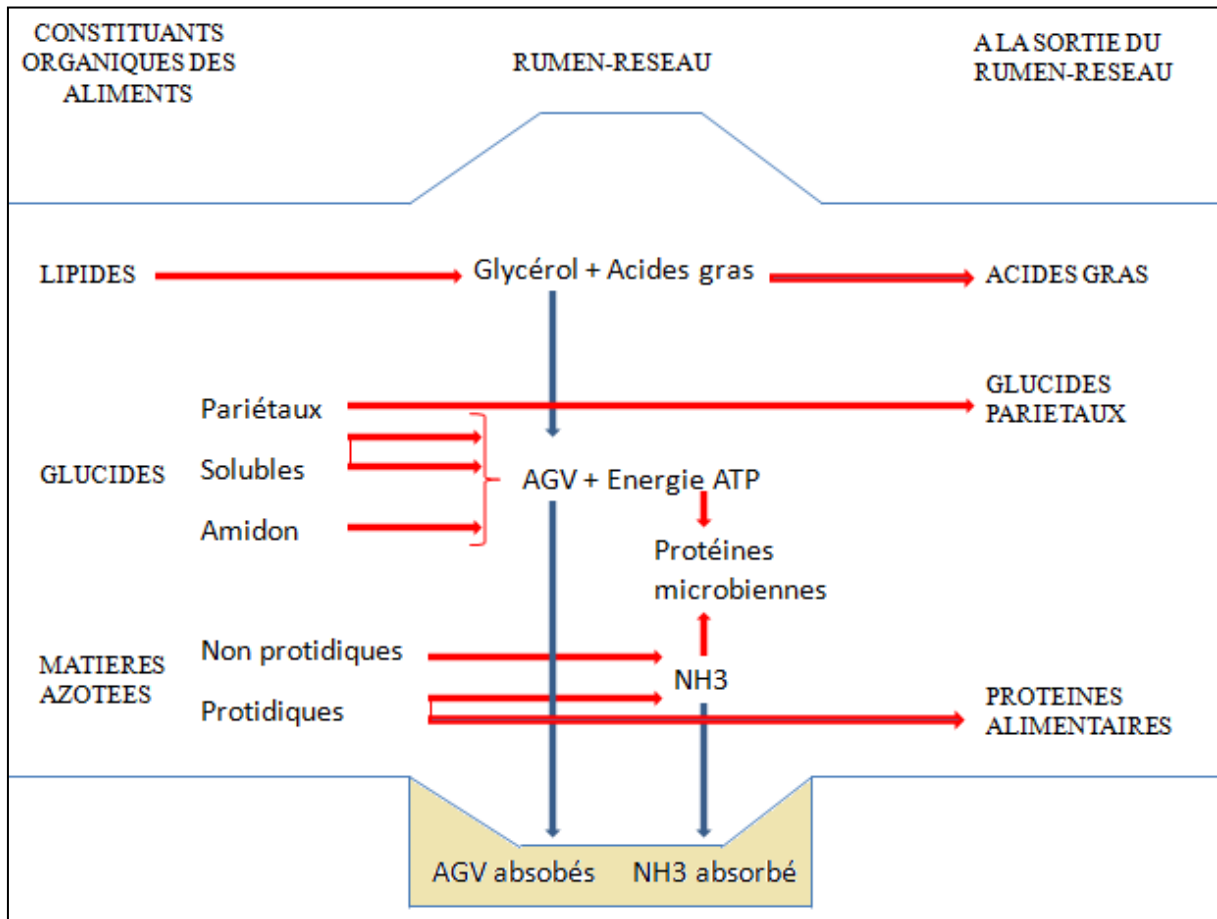 CONSTITUANTS
ORGANIQUES DES
ALIMENTS
RUMEN-RESEAU
A LA SORTIE DU
RUMEN-RESEAU
LIPIDES
Glycérol + Acides gras
ACIDES GRAS
GLUCIDES
Pariétaux
Solubles
Amidon
GLUCIDES
PARIETAUX
AGV + Energie ATP
Protéines
microbiennes
MATIERES
AZOTEES
Non protidiques
Protidiques
NH3
PROTEINES
ALIMENTAIRES
AGV absobés
NH3 absorbé